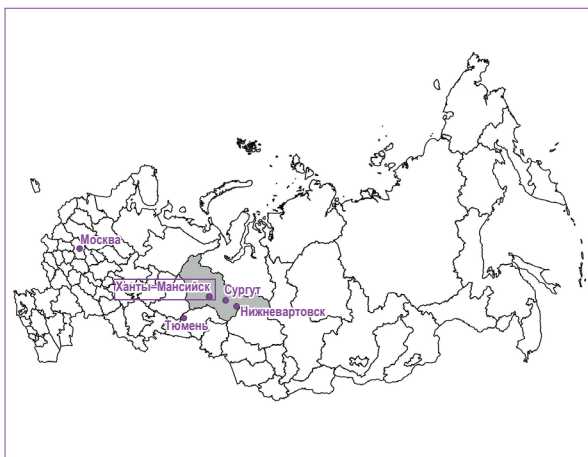 Москва
Ханты–Мансийск
Сургут
Нижневартовск
Тюмень